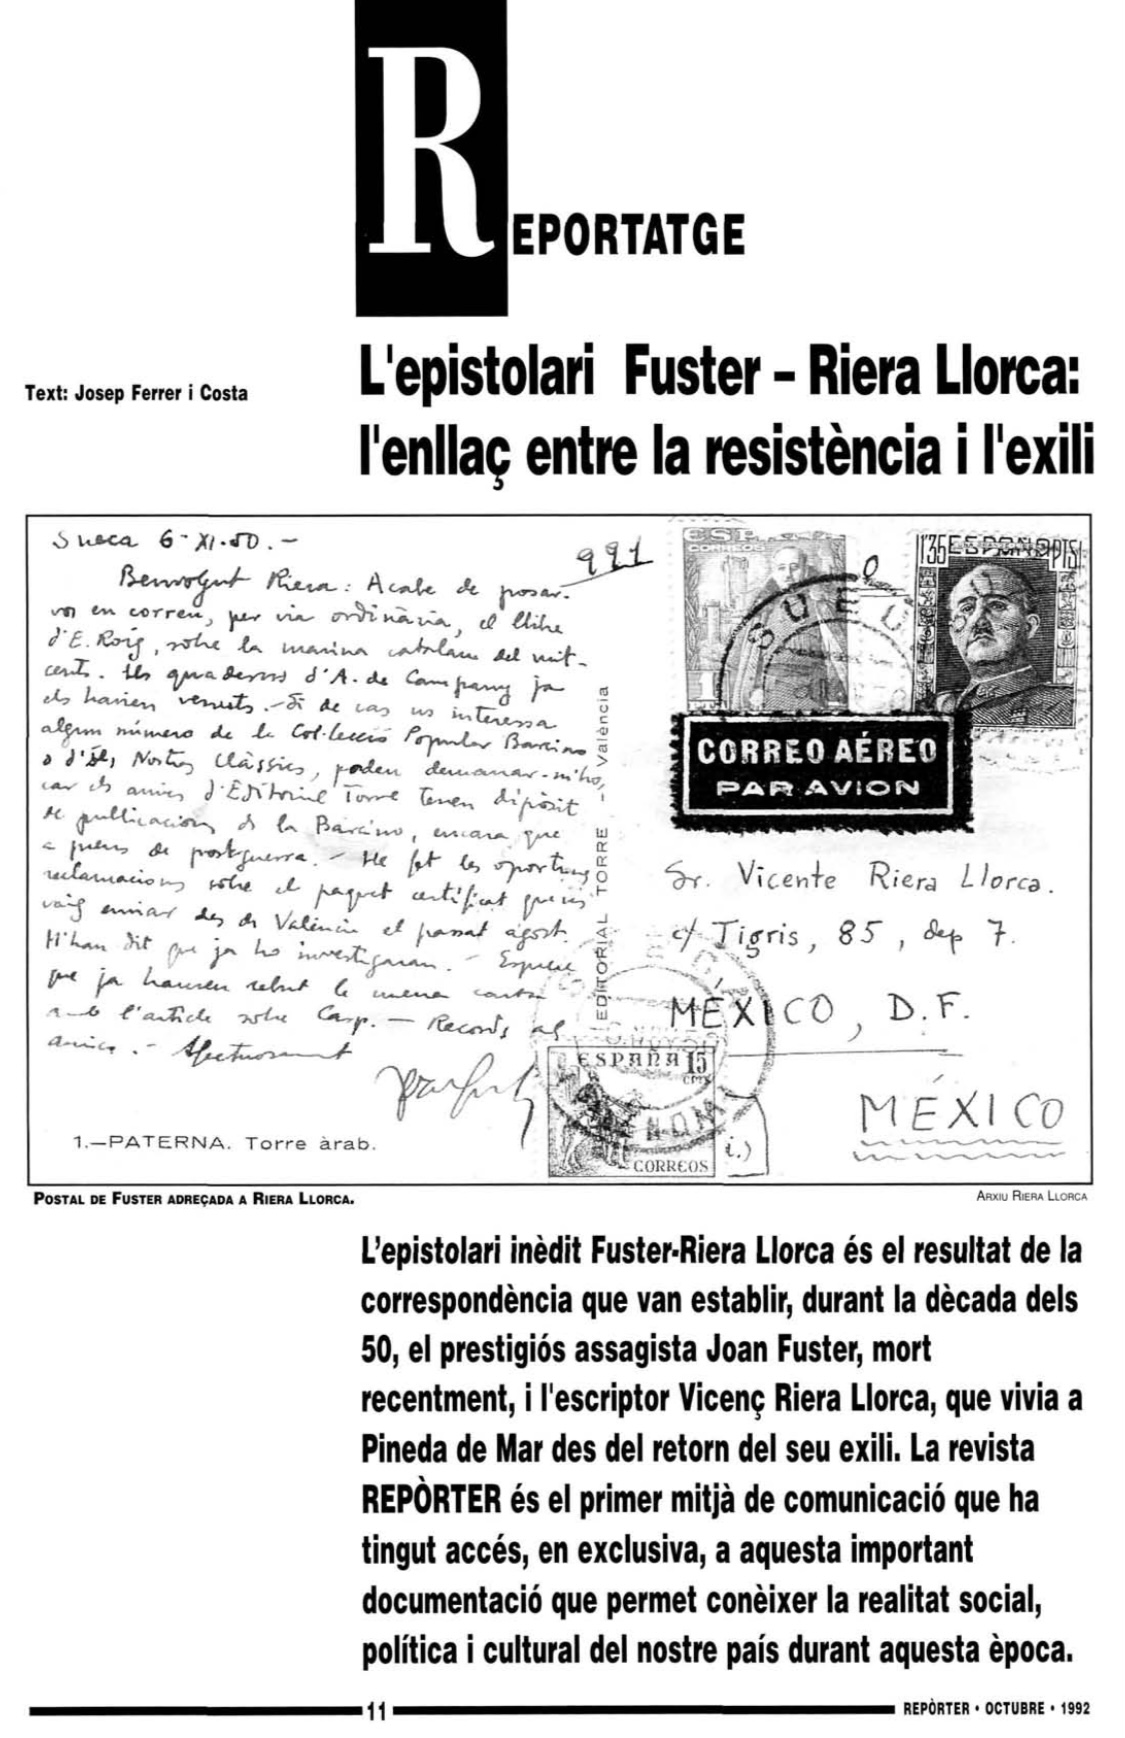 REPORTATGE
Text: Josep Ferrer i Costa
L'epistolari Fuster – Riera Llorca:
l'enllaç entre la resistència i l'exili
Sueca 6-XI-50.-
991
Benvolgut Riera: Acabe de posar-
vos en correu, per via ordinària, el llibre
d'E. Roig, sobre la marina catalana del vuit-
cents. Els quaderns d'A. de Campany ja
els havien venuts. - Si de cas us interessa
algun número de la Col·lecció Popular Barcino
o d'Els Nostres Clàssics, poden demanar-m'ho,
car els amics d'Editorial Torre tenen dipòsit
de publicacions de la Barcino, encara que
a preus de postguerra. - He fet les oportunes
reclamacions sobre el paquet certificat que us
vaig enviar des de València el passat agost.
M'han dit que ja ho investigaran. - Espere
que ja hauran rebut la meua carta
amb l'article sobre Carp. - Records als
amics. - Afectuosament
1.—PATERNA. Torre àrab.
EDITORIAL TORRE - València
ESPAÑA
CORREOS
1
SUECA
1'35 ESPAÑA PTS
CORREO AÉREO
PAR AVION
Sr. Vicente Riera Llorca.
c/ Tigris, 85, dep 7.
MÉXICO, D.F.
MÉXICO
ESPAÑA 15
CTS
CORREOS
POSTAL DE FUSTER ADREÇADA A RIERA LLORCA.
ARXIU RIERA LLORCA
L'epistolari inèdit Fuster-Riera Llorca és el resultat de la
correspondència que van establir, durant la dècada dels
50, el prestigiós assagista Joan Fuster, mort
recentment, i l'escriptor Vicenç Riera Llorca, que vivia a
Pineda de Mar des del retorn del seu exili. La revista
REPÒRTER és el primer mitjà de comunicació que ha
tingut accés, en exclusiva, a aquesta important
documentació que permet conèixer la realitat social,
política i cultural del nostre país durant aquesta època.
11
REPÒRTER • OCTUBRE • 1992